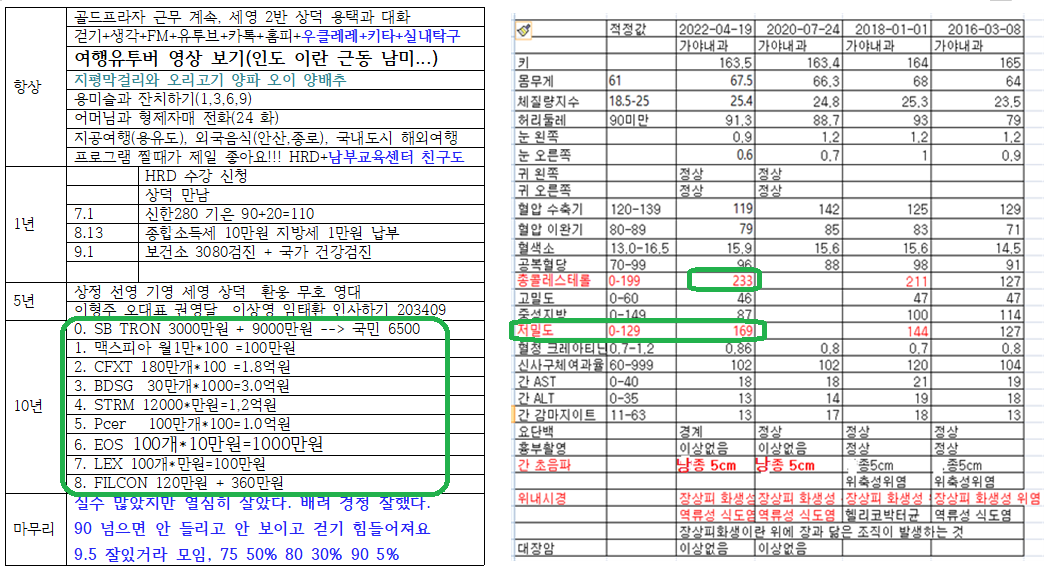 항상
골드프라자 근무 계속, 세영 2반 상덕 용택과 대화
걷기+생각+FM+유투브+카톡+홈피+우클레레+키타+실내탁구
여행유투버 영상 보기(인도 이란 근동 남미...)
지평막걸리와 오리고기 양파 오이 양배추
용미슬과 잔치하기(1,3,6,9)
어머님과 형제자매 전화(24 화)
지공여행(용유도), 외국음식(안산,종로), 국내도시 해외여행
프로그램 짤때가 제일 좋아요!!! HRD+남부교육센터 친구도
1년
HRD 수강 신청
상덕 만남
7.1 신한280 기은 90+20=110
8.13 종합소득세 10만원 지방세 1만원 납부
9.1 보건소 3080검진 + 국가 건강검진
5년
상정 선영 기영 세영 상덕 환웅 무호 영대
이형주 오대표 권영달 이상영 임태환 인사하기 203409
10년
0. SB TRON 3000만원 + 9000만원 --> 국민 6500
1. 맥스피아 월1만*100 =100만원
2. CFXT 180만개*100 =1.8억원
3. BDSG 30만개*1000=3.0억원
4. STRM 12000*만원=1.2억원
5. Pcer 100만개*100=1.0억원
6. EOS 100개*10만원=1000만원
7. LEX 100개*만원=100만원
8. FILCON 120만원 + 360만원
마무리
실수 많았지만 열심히 살았다. 배려 경청 잘했다.
90 넘으면 안 들리고 안 보이고 걷기 힘들어져요
9.5 잘있거라 모임, 75 50% 80 30% 90 5%
적정값 2022-04-19 2020-07-24 2018-01-01 2016-03-08
가야내과 가야내과 가야내과 가야내과
키 163.5 163.4 164 165
몸무게 61 67.5 66.3 68 64
체질량지수 18.5-25 25.4 24.8 25.3 23.5
허리둘레 90미만 91.3 88.7 93 79
눈 왼쪽 0.9 1.2 1.2 1.2
눈 오른쪽 0.6 0.7 1 0.9
귀 왼쪽 정상 정상
귀 오른쪽 정상 정상
혈압 수축기 120-139 119 142 125 129
혈압 이완기 80-89 79 85 83 71
혈색소 13.0-16.5 15.9 15.6 15.6 14.5
공복혈당 70-99 96 88 98 91
총콜레스테롤 0-199 233 211 127
고밀도 0-60 46 47 47
중성지방 0-149 87 100 114
저밀도 0-129 169 144 127
혈청 크레아티닌 0.7-1.2 0.86 0.8 0.7 0.8
신사구체여과율 60-999 102 102 120 104
간 AST 0-40 18 18 21 19
간 ALT 0-35 13 14 19 18
간 감마지이트 11-63 13 17 18 13
요단백 경계 정상 정상 정상
흉부촬영 이상없음 이상없음 정상 정상
간 초음파 낭종 5cm 낭종 5cm 종5cm 종5cm
위축성위염 위축성위염
위내시경 장상피 화생성 장상피 화생성 장상피 화생성 장상피 화생성 위염
역류성 식도염 역류성 식도염 헬리코박터균 역류성 식도염
장상피화생이란 위에 장과 닮은 조직이 발생하는 것
대장암 이상없음 이상없음